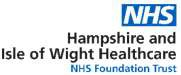 NHS
Hampshire and
Isle of Wight Healthcare
NHS Foundation Trust